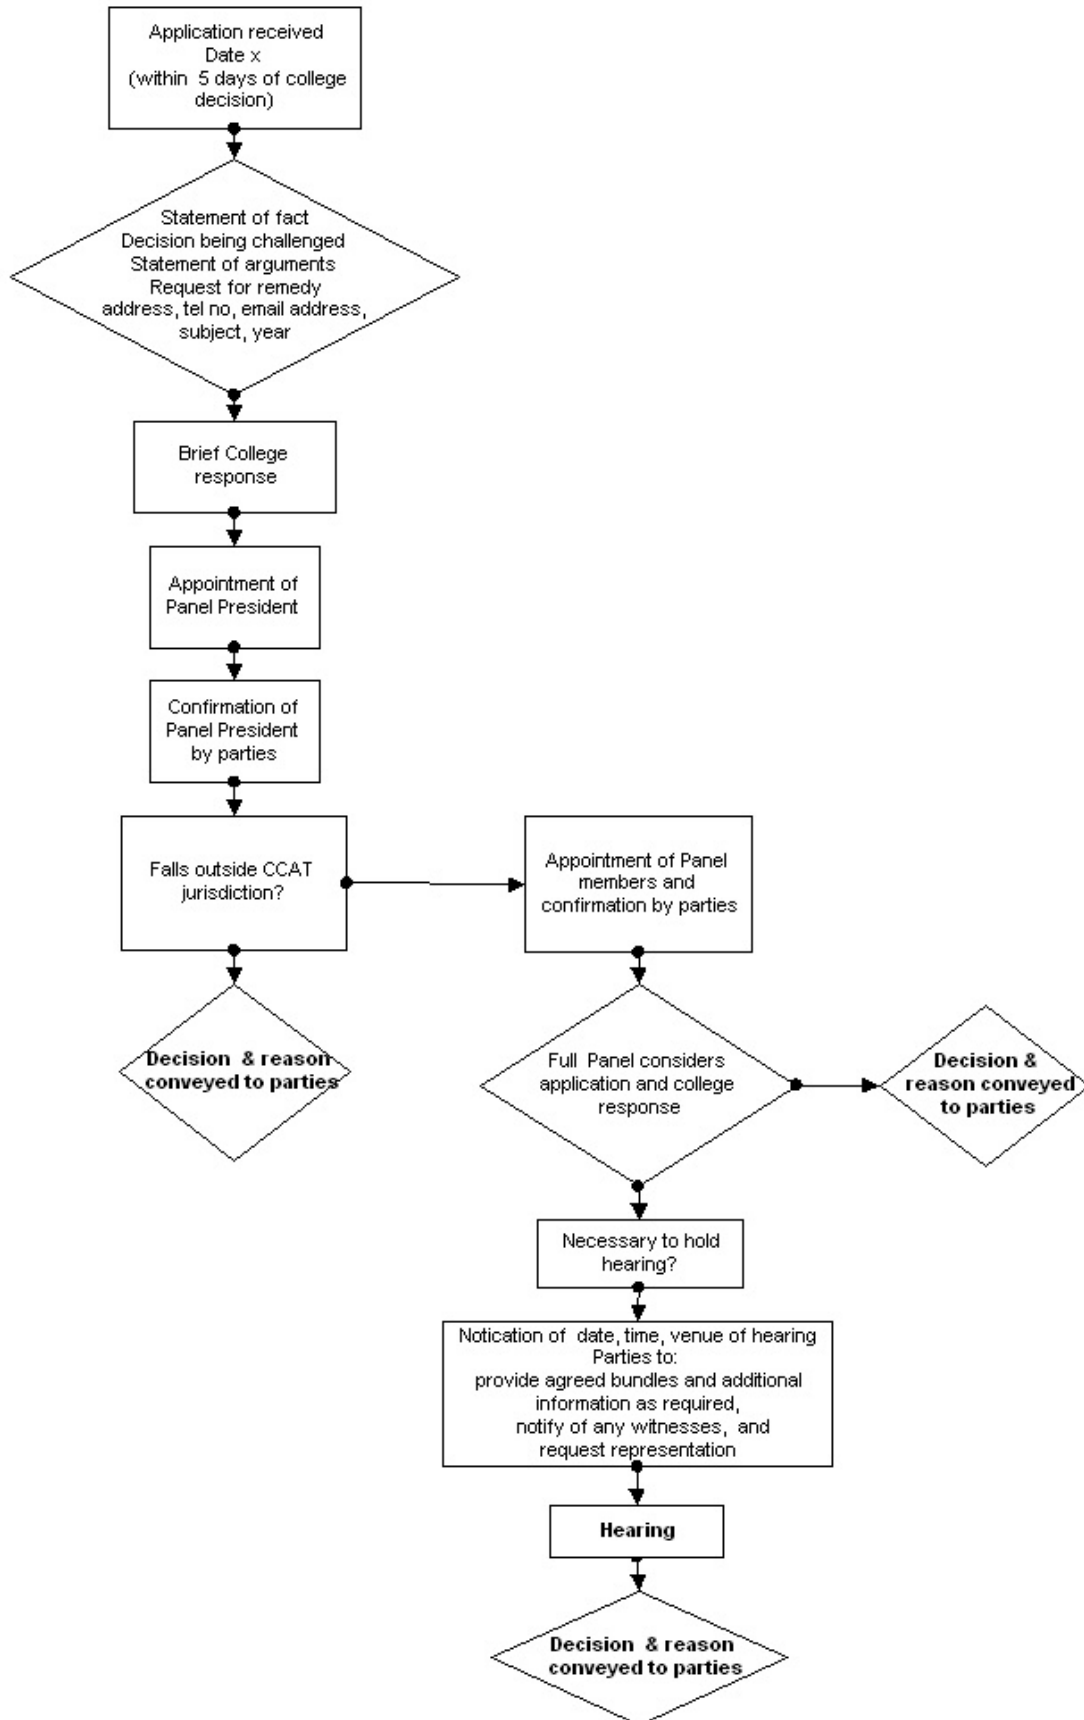 Application received
Date x
(within 5 days of college
decision)
Statement of fact
Decision being challenged
Statement of arguments
Request for remedy
address, tel no, email address,
subject, year
Brief College
response
Appointment of
Panel President
Confirmation of
Panel President
by parties
Falls outside CCAT
jurisdiction?
Appointment of Panel
members and
confirmation by parties
Decision & reason
conveyed to parties
Full Panel considers
application and college
response
Decision &
reason conveyed
to parties
Necessary to hold
hearing?
Notication of date, time, venue of hearing
Parties to:
provide agreed bundles and additional
information as required,
notify of any witnesses, and
request representation
Hearing
Decision & reason
conveyed to parties